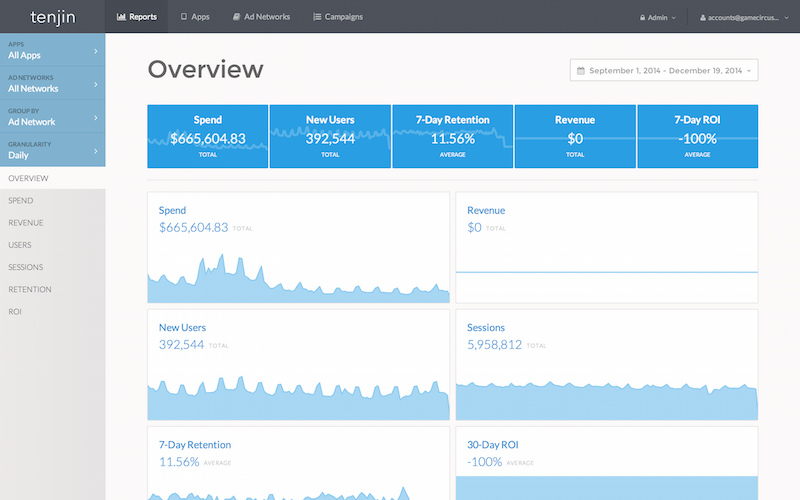 tenjin
Reports Apps Ad Networks Campaigns
Admin accounts@gamecircus...
APPS
All Apps
AD NETWORKS
All Networks
GROUP BY
Ad Network
GRANULARITY
Daily
OVERVIEW
SPEND
REVENUE
USERS
SESSIONS
RETENTION
ROI
Overview
September 1, 2014 - December 19, 2014
Spend
$665,604.83
TOTAL
New Users
392,544
TOTAL
7-Day Retention
11.56%
AVERAGE
Revenue
$0
TOTAL
7-Day ROI
-100%
AVERAGE
Spend
$665,604.83 TOTAL
Revenue
$0 TOTAL
New Users
392,544 TOTAL
Sessions
5,958,812 TOTAL
7-Day Retention
11.56% AVERAGE
30-Day ROI
-100% AVERAGE